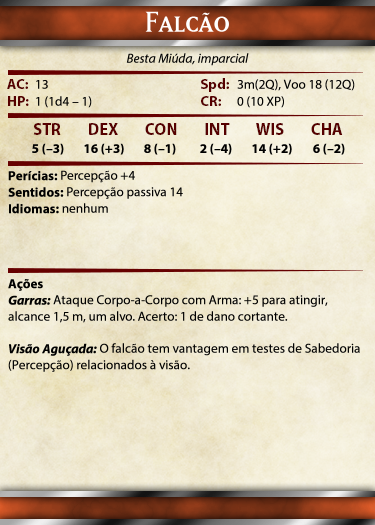 FALCÃO
Besta Miúda, imparcial
AC: 13 Spd: 3m(2Q), Voo 18 (12Q)
HP: 1 (1d4 – 1) CR: 0 (10 XP)
STR DEX CON INT WIS CHA
5 (–3) 16 (+3) 8 (–1) 2 (–4) 14 (+2) 6 (–2)
Perícias: Percepção +4
Sentidos: Percepção passiva 14
Idiomas: nenhum
Ações
Garras: Ataque Corpo-a-Corpo com Arma: +5 para atingir,
alcance 1,5 m, um alvo. Acerto: 1 de dano cortante.
Visão Aguçada: O falcão tem vantagem em testes de Sabedoria
(Percepção) relacionados à visão.